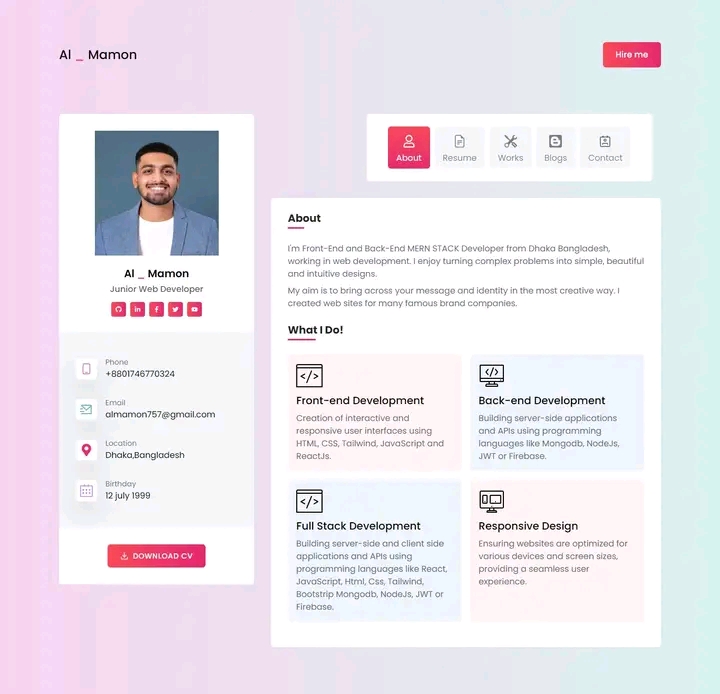 Al _ Mamon
Hire me
Al _ Mamon
Junior Web Developer
Phone
+8801746770324
Email
almamon757@gmail.com
Location
Dhaka,Bangladesh
Birthday
12 july 1999
DOWNLOAD CV
About
Resume
Works
Blogs
Contact
About
I'm Front-End and Back-End MERN STACK Developer from Dhaka Bangladesh,
working in web development. I enjoy turning complex problems into simple, beautiful
and intuitive designs.
My aim is to bring across your message and identity in the most creative way. I
created web sites for many famous brand companies.
What I Do!
Front-end Development
Creation of interactive and
responsive user interfaces using
HTML, CSS, Tailwind, JavaScript and
ReactJs.
Back-end Development
Building server-side applications
and APIs using programming
languages like Mongodb, NodeJs,
JWT or Firebase.
Full Stack Development
Building server-side and client side
applications and APIs using
programming languages like React,
JavaScript, Html, Css, Tailwind,
Bootstrip Mongodb, NodeJs, JWT or
Firebase.
Responsive Design
Ensuring websites are optimized for
various devices and screen sizes,
providing a seamless user
experience.